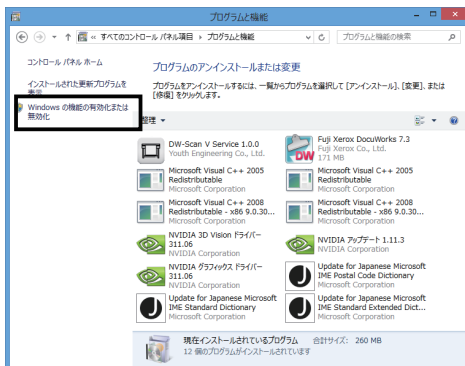 プログラムと機能
« すべてのコントロール パネル項目 ▸ プログラムと機能
プログラムと機能の検索
コントロール パネル ホーム
インストールされた更新プログラムを
表示
Windows の機能の有効化または
無効化
プログラムのアンインストールまたは変更
プログラムをアンインストールするには、一覧からプログラムを選択して [アンインストール]、[変更]、または
[修復] をクリックします。
整理
DW-Scan V Service 1.0.0
Youth Engineering Co., Ltd.
Fuji Xerox DocuWorks 7.3
Fuji Xerox Co., Ltd.
171 MB
Microsoft Visual C++ 2005
Redistributable
Microsoft Corporation
Microsoft Visual C++ 2005
Redistributable
Microsoft Corporation
Microsoft Visual C++ 2008
Redistributable - x86 9.0.30...
Microsoft Corporation
Microsoft Visual C++ 2008
Redistributable - x86 9.0.30...
Microsoft Corporation
NVIDIA 3D Vision ドライバー
311.06
NVIDIA Corporation
NVIDIA アップデート 1.11.3
NVIDIA Corporation
NVIDIA グラフィックス ドライバー
311.06
NVIDIA Corporation
Update for Japanese Microsoft
IME Postal Code Dictionary
Microsoft Corporation
Update for Japanese Microsoft
IME Standard Dictionary
Microsoft Corporation
Update for Japanese Microsoft
IME Standard Extended Dict...
Microsoft Corporation
現在インストールされているプログラム 合計サイズ: 260 MB
12 個のプログラムがインストールされています